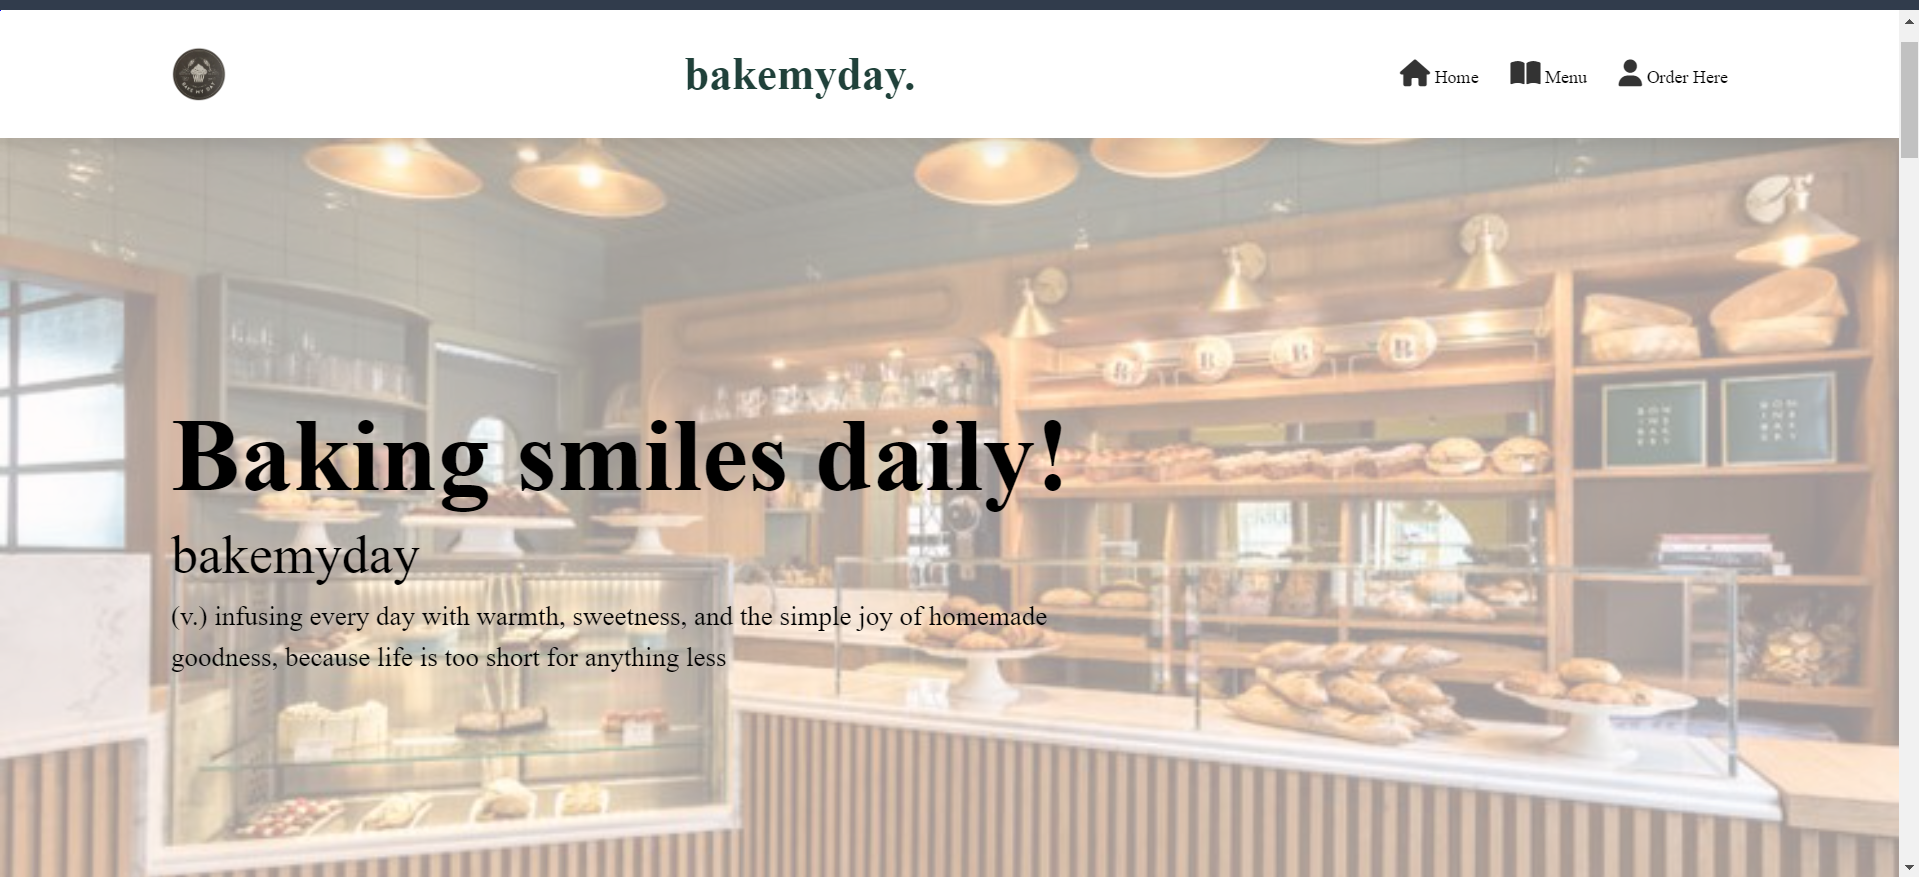 BAKE MY DAY
bakemyday.
Home
Menu
Order Here
B B B B
Baking smiles daily!
bakemyday
(v.) infusing every day with warmth, sweetness, and the simple joy of homemade
goodness, because life is too short for anything less